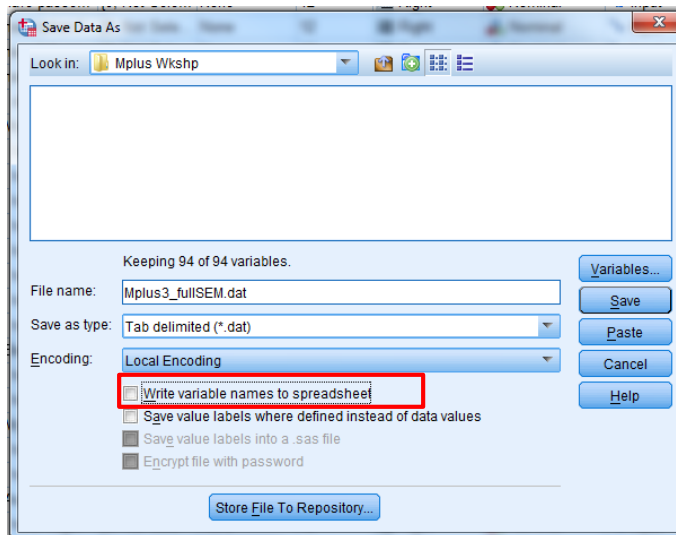 Save Data As
Look in: Mplus Wkshp
Keeping 94 of 94 variables.
Variables...
File name: Mplus3_fullSEM.dat
Save
Save as type: Tab delimited (*.dat)
Paste
Encoding: Local Encoding
Cancel
Write variable names to spreadsheet
Help
Save value labels where defined instead of data values
Save value labels into a .sas file
Encrypt file with password
Store File To Repository...